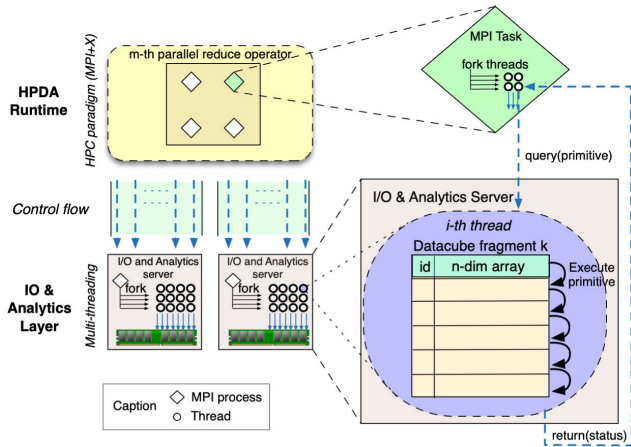 HPDA
Runtime
HPC paradigm (MPI+X)
m-th parallel reduce operator
MPI Task
fork threads
query(primitive)
Control flow
IO &
Analytics
Layer
Multi-threading
I/O and Analytics
server
fork
I/O and Analytics
server
fork
I/O & Analytics Server
i-th thread
Datacube fragment k
id
n-dim array
Execute
primitive
return(status)
Caption
MPI process
Thread